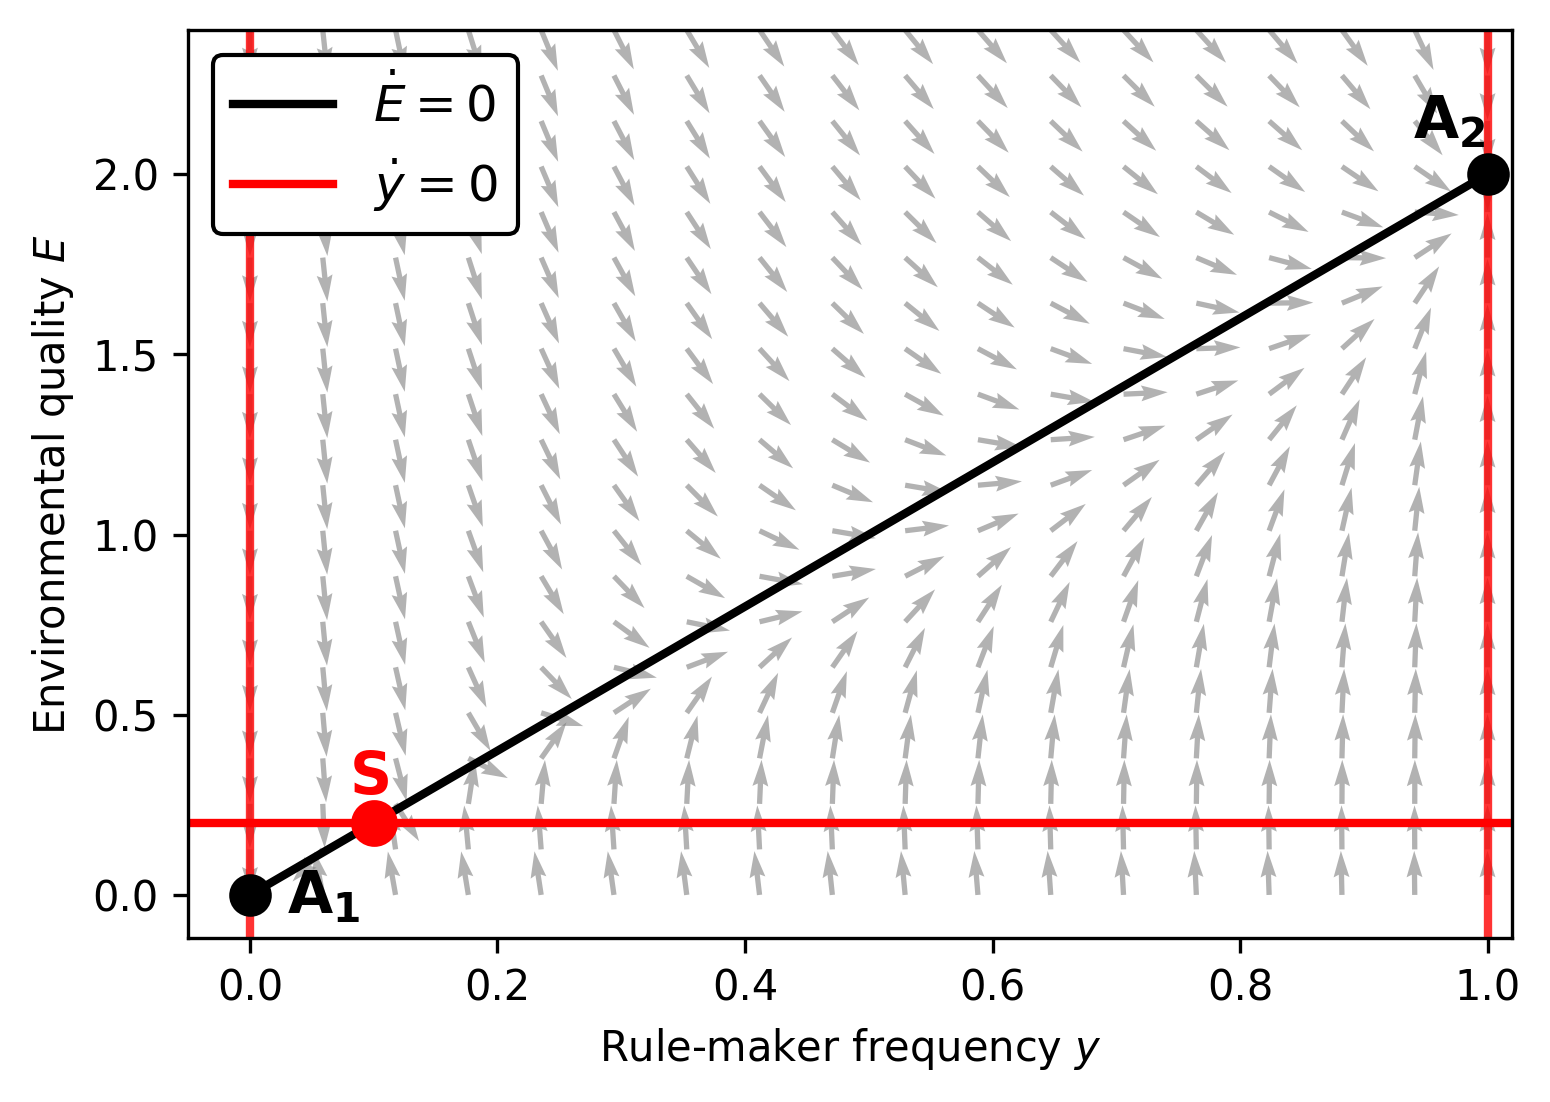 Ė = 0
ẏ = 0
A₂
2.0
1.5
Environmental quality E
1.0
0.5
S
0.0
A₁
0.0 0.2 0.4 0.6 0.8 1.0
Rule-maker frequency y